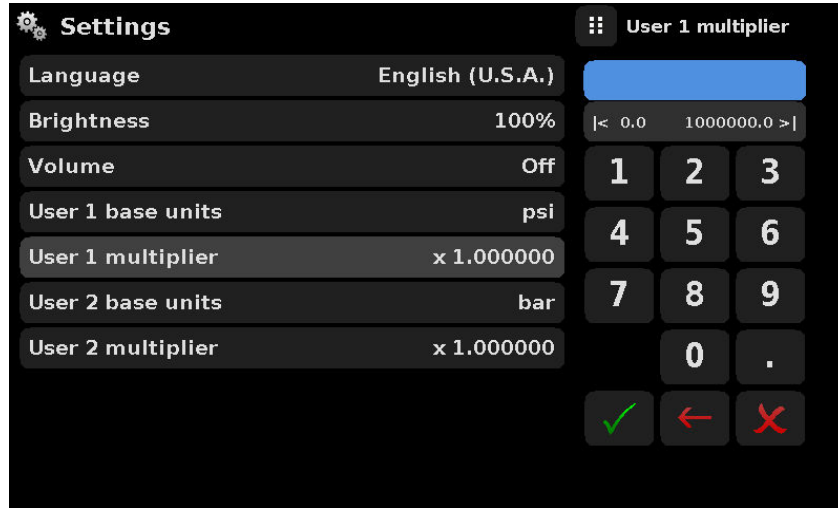 Settings
Language English (U.S.A.)
Brightness 100%
Volume Off
User 1 base units psi
User 1 multiplier x 1.000000
User 2 base units bar
User 2 multiplier x 1.000000
User 1 multiplier
|< 0.0 1000000.0 >|
1 2 3
4 5 6
7 8 9
0 .